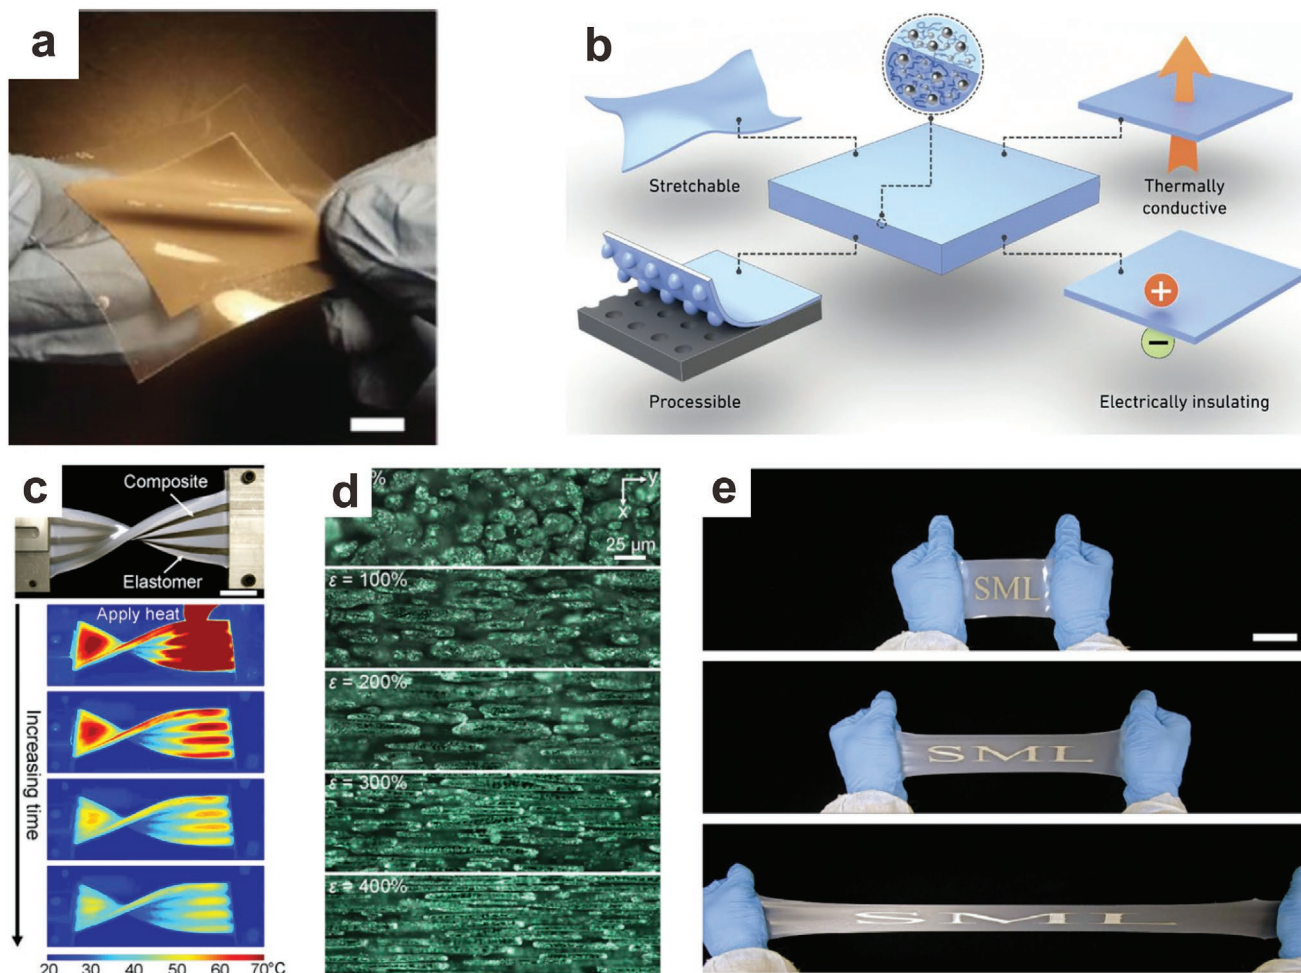 a
b
Stretchable
Thermally
conductive
Processible
Electrically insulating
c
Composite
Elastomer
Apply heat
Increasing time
20 30 40 50 60 70°C
d
%
y
x
25 μm
ε = 100%
ε = 200%
ε = 300%
ε = 400%
e
SML
SML
SML